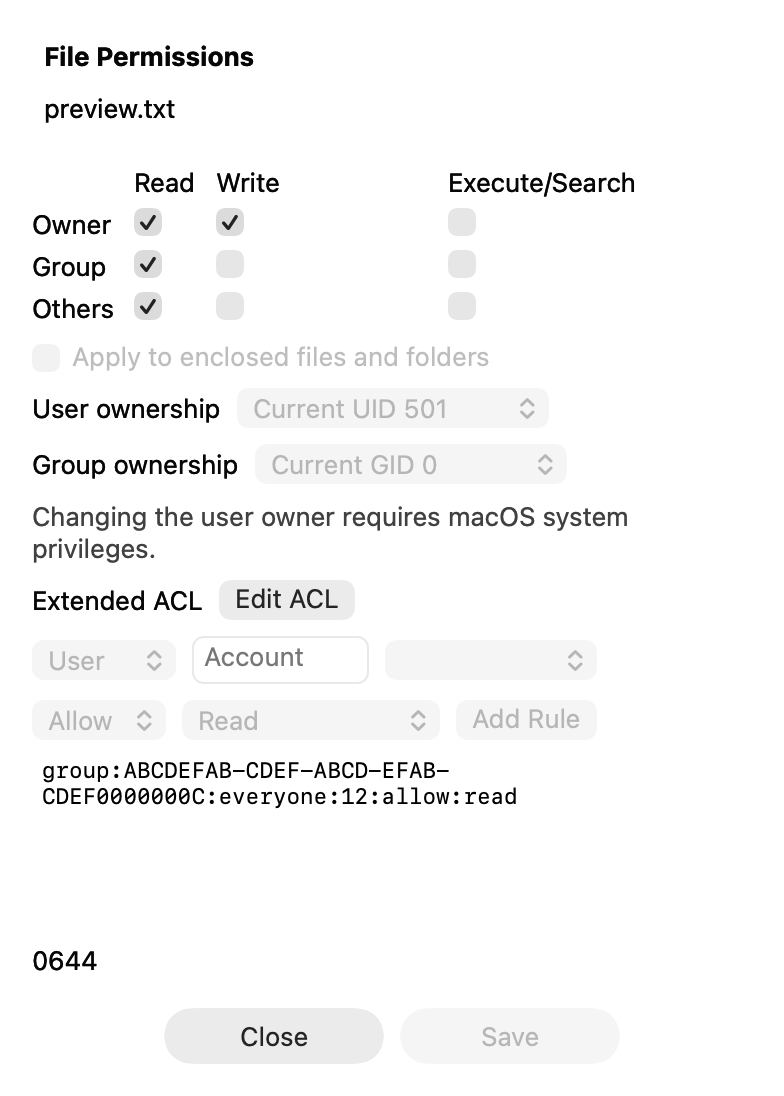 File Permissions
preview.txt
Read Write Execute/Search
Owner
Group
Others
Apply to enclosed files and folders
User ownership Current UID 501
Group ownership Current GID 0
Changing the user owner requires macOS system
privileges.
Extended ACL Edit ACL
User Account
Allow Read Add Rule
group:ABCDEFAB-CDEF-ABCD-EFAB-
CDEF0000000C:everyone:12:allow:read
0644
Close Save